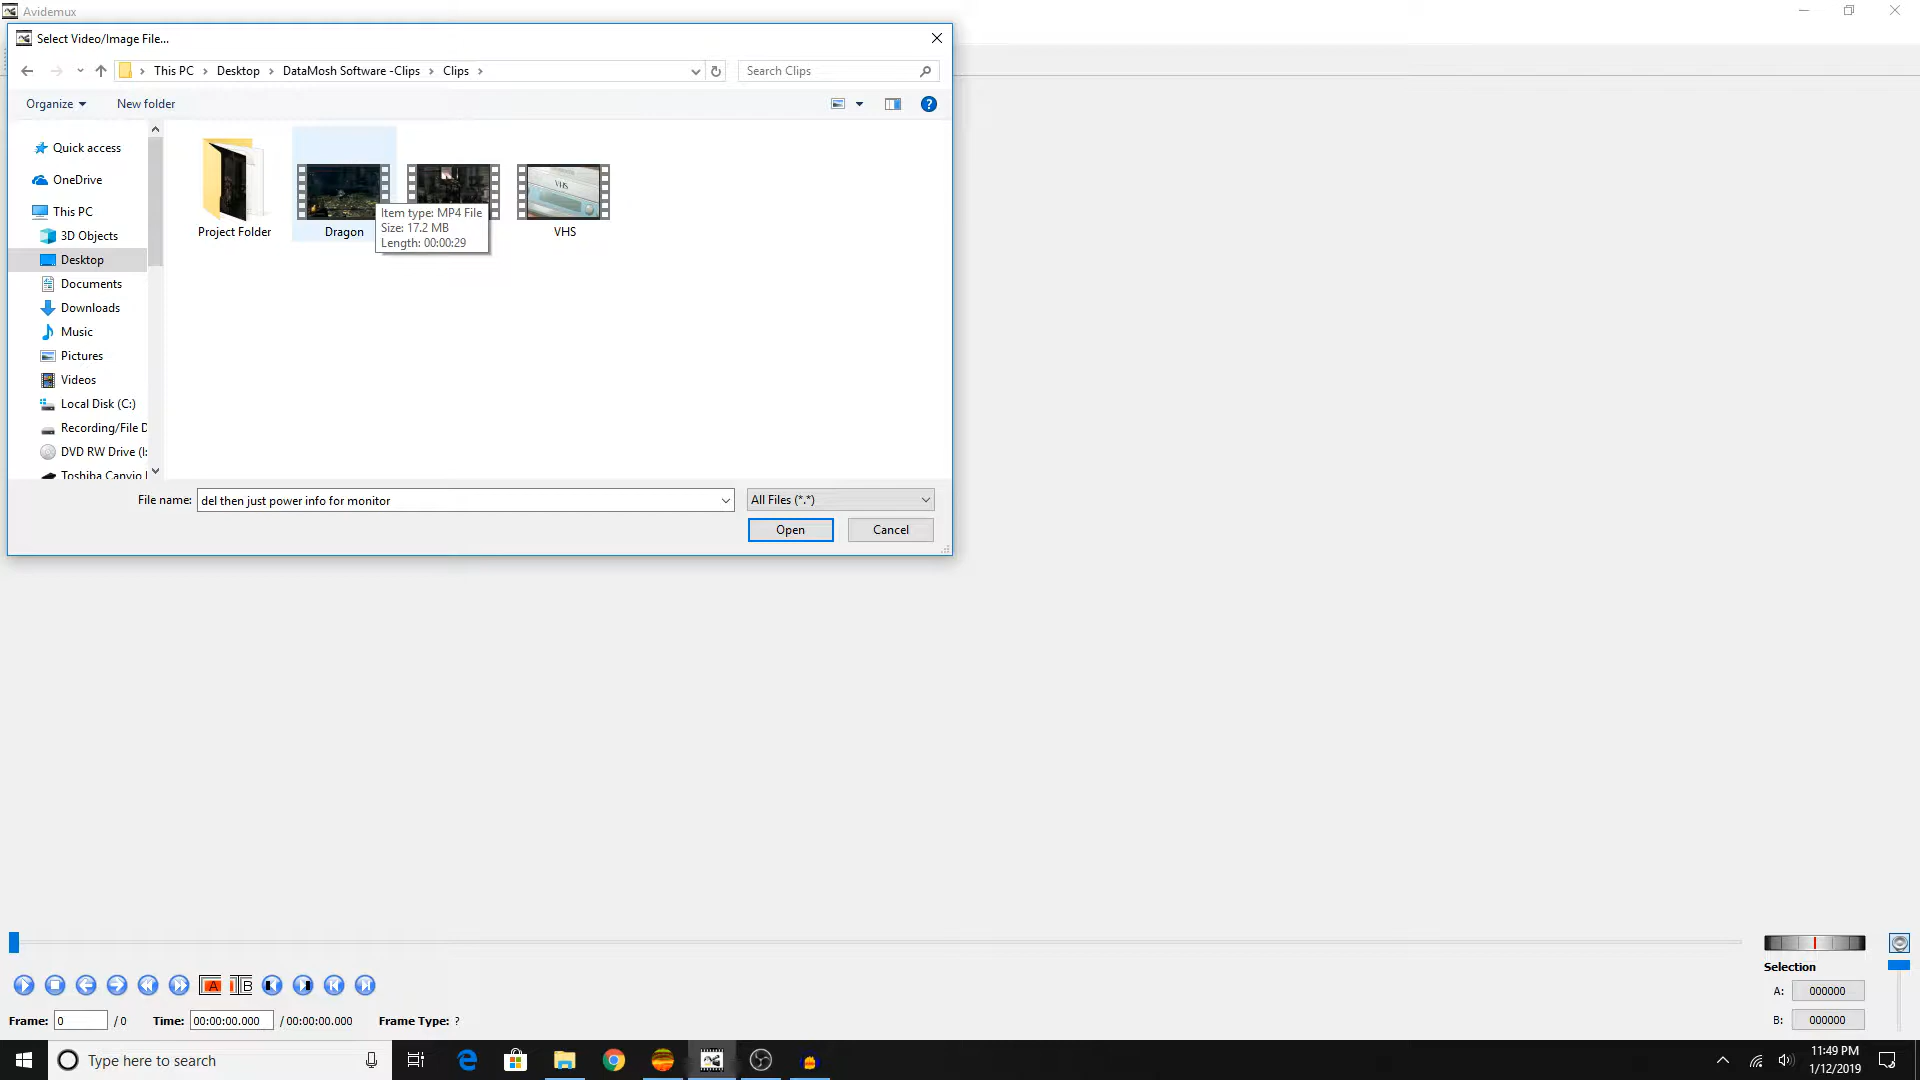 Avidemux
Select Video/Image File...
This PC
Desktop
DataMosh Software -Clips
Clips
Search Clips
Organize
New folder
Quick access
OneDrive
This PC
3D Objects
Desktop
Documents
Downloads
Music
Pictures
Videos
Local Disk (C:)
Recording/File D
DVD RW Drive (I:
Toshiba Canvio
Project Folder
Dragon
VHS
VHS
Item type: MP4 File
Size: 17.2 MB
Length: 00:00:29
File name: del then just power info for monitor
All Files (*.*)
Open
Cancel
Selection
A: 000000
B: 000000
A
B
Frame: 0 / 0 Time: 00:00:00.000 / 00:00:00.000 Frame Type: ?
Type here to search
11:49 PM
1/12/2019